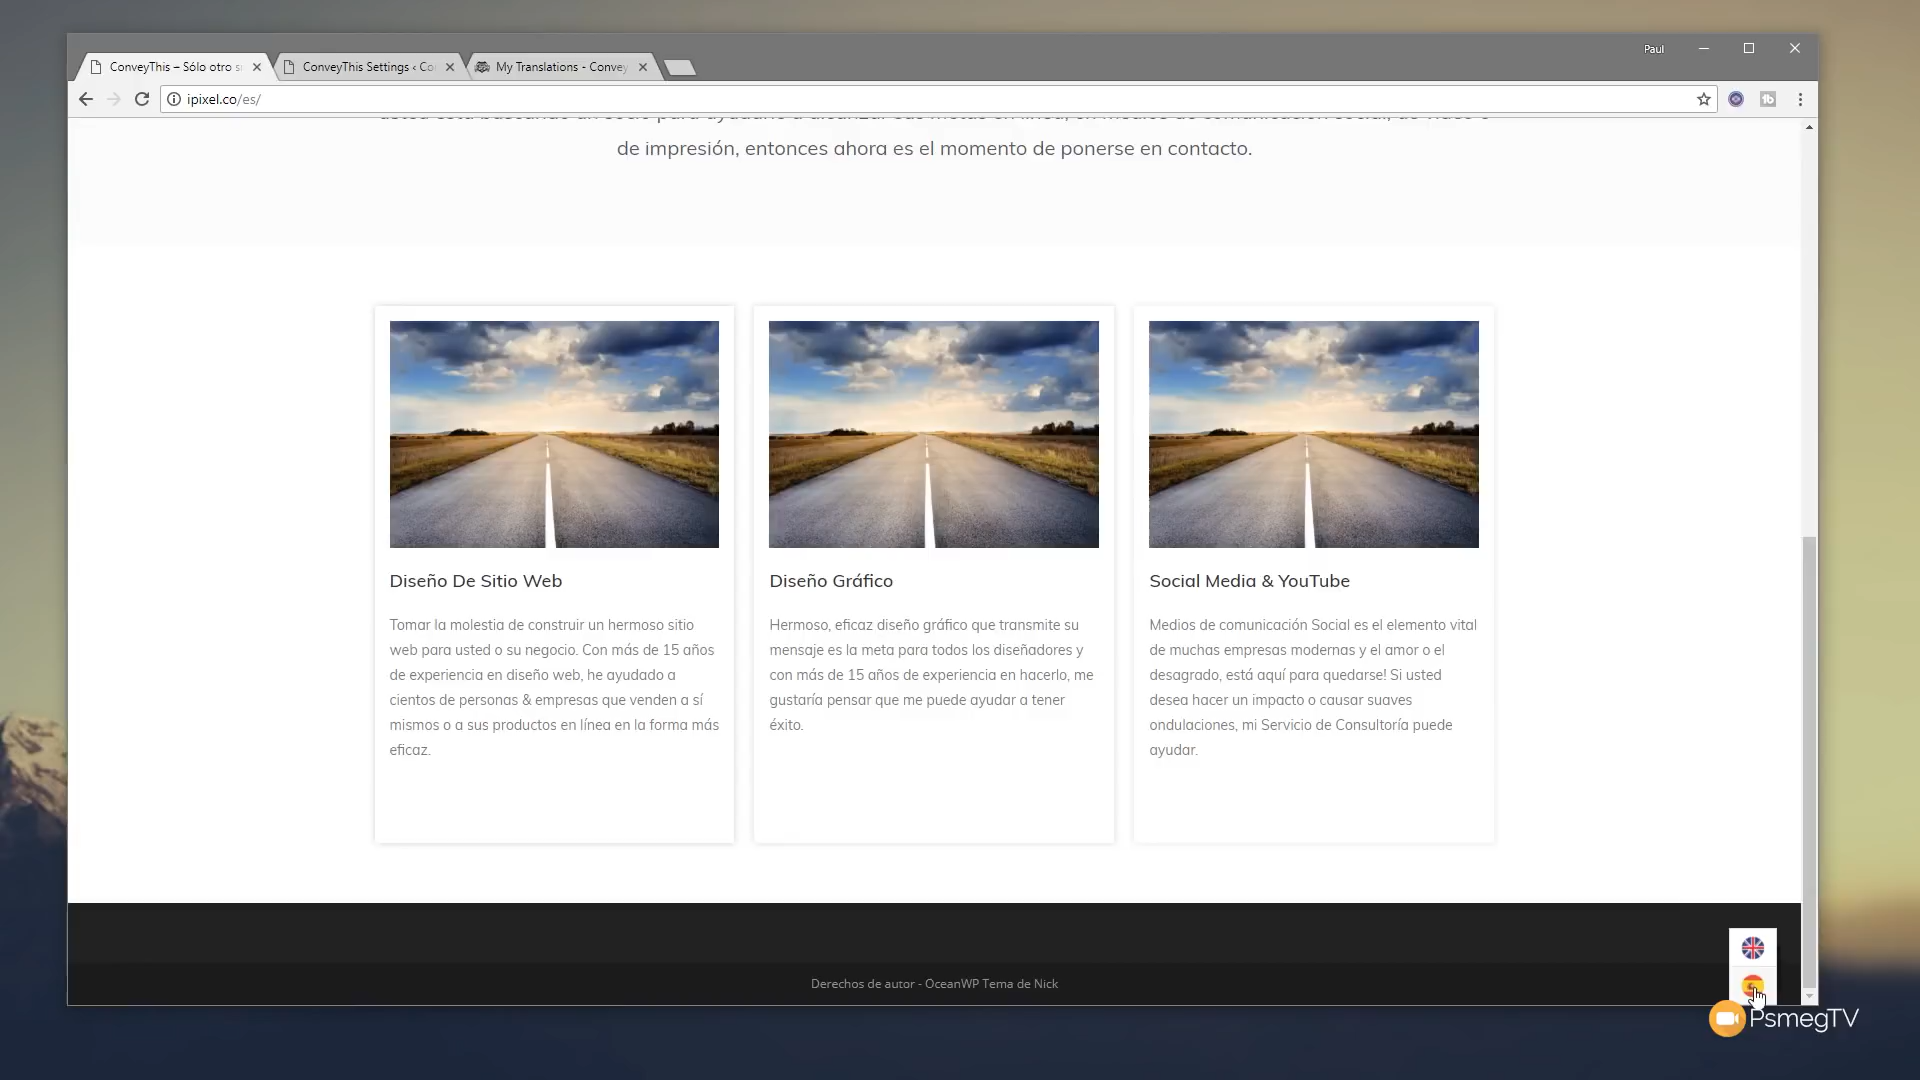 Paul
ConveyThis – Sólo otro s
ConveyThis Settings ‹ Co
My Translations - Convey
ipixel.co/es/
de impresión, entonces ahora es el momento de ponerse en contacto.
Diseño De Sitio Web
Tomar la molestia de construir un hermoso sitio
web para usted o su negocio. Con más de 15 años
de experiencia en diseño web, he ayudado a
cientos de personas & empresas que venden a sí
mismos o a sus productos en línea en la forma más
eficaz.
Diseño Gráfico
Hermoso, eficaz diseño gráfico que transmite su
mensaje es la meta para todos los diseñadores y
con más de 15 años de experiencia en hacerlo, me
gustaría pensar que me puede ayudar a tener
éxito.
Social Media & YouTube
Medios de comunicación Social es el elemento vital
de muchas empresas modernas y el amor o el
desagrado, está aquí para quedarse! Si usted
desea hacer un impacto o causar suaves
ondulaciones, mi Servicio de Consultoría puede
ayudar.
Derechos de autor - OceanWP Tema de Nick
PsmegTV